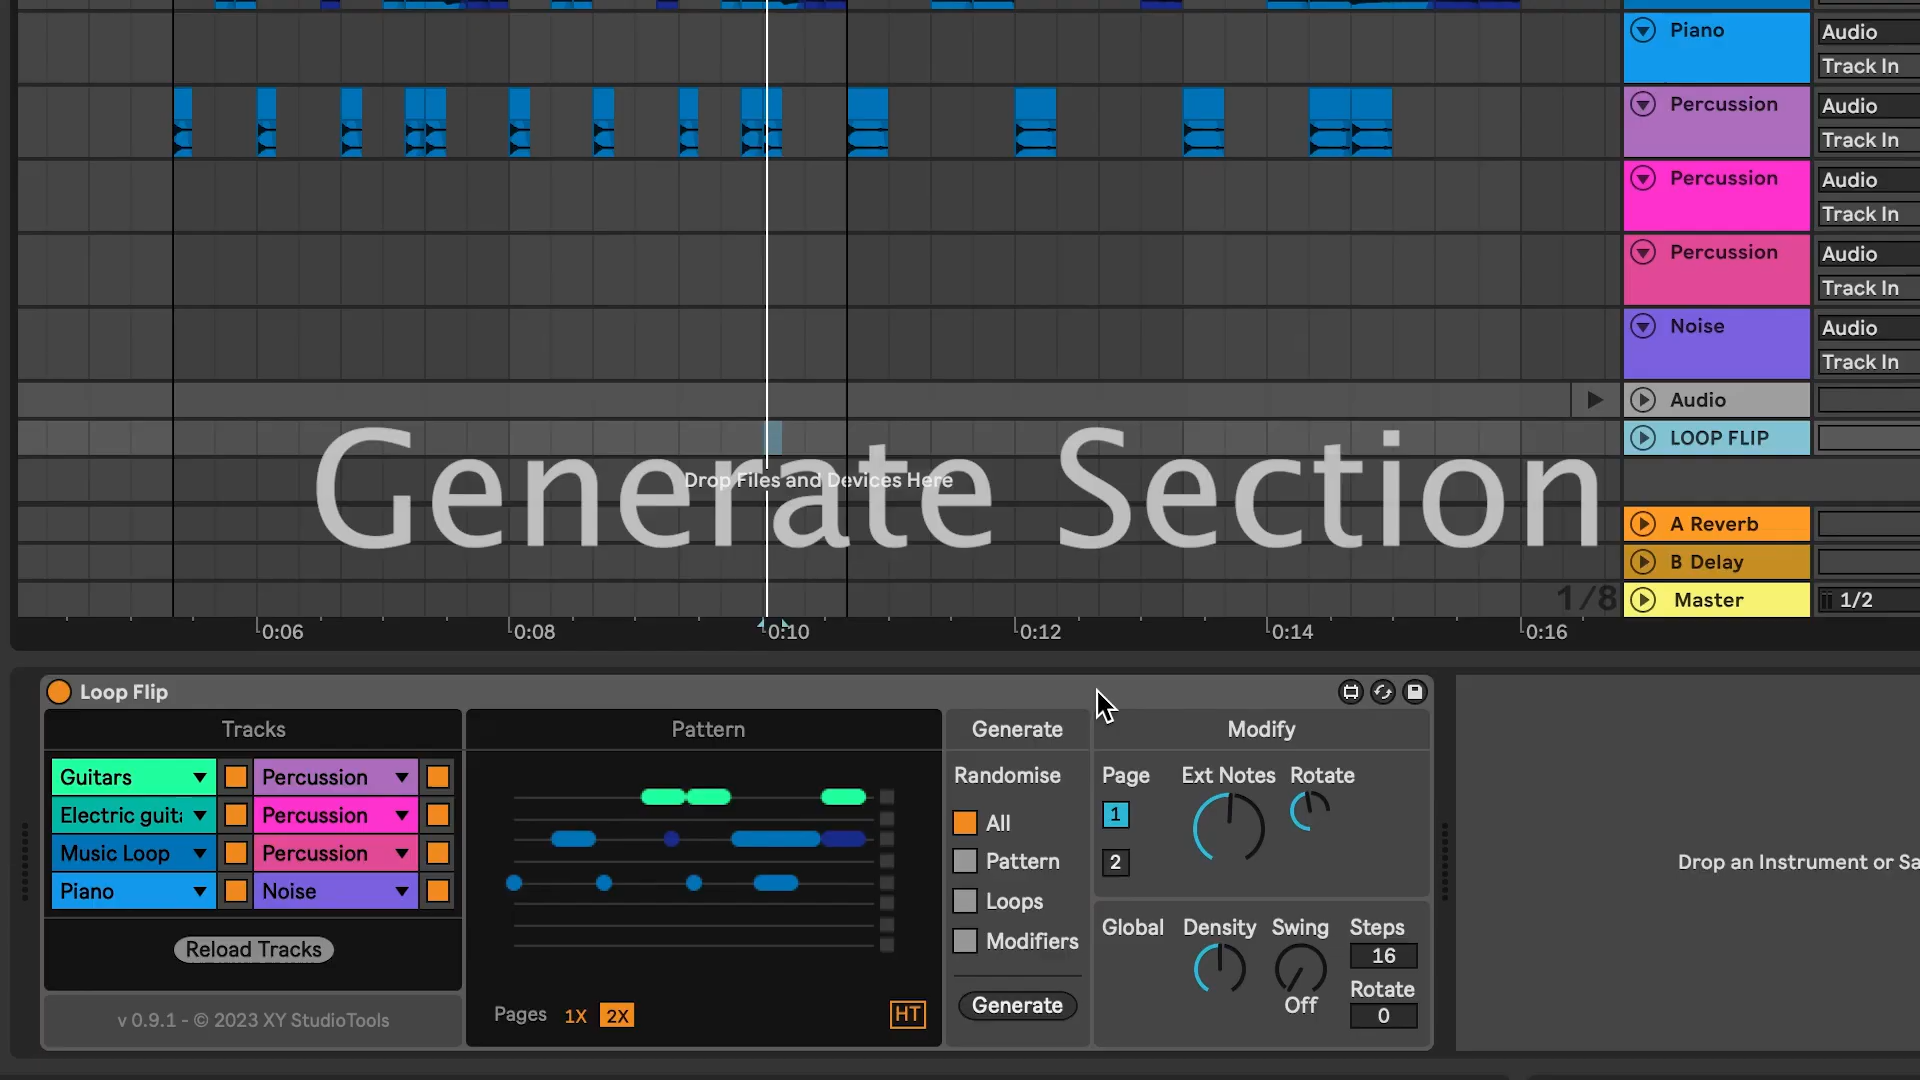 Piano
Audio
Track In
Percussion
Audio
Track In
Percussion
Audio
Track In
Percussion
Audio
Track In
Noise
Audio
Track In
Audio
LOOP FLIP
Drop Files and Devices Here
Generate Section
A Reverb
B Delay
1/8
Master
1/2
0:06
0:08
0:10
0:12
0:14
0:16
Loop Flip
Tracks
Guitars
Percussion
Electric guita
Percussion
Music Loop
Percussion
Piano
Noise
Reload Tracks
v 0.9.1 - © 2023 XY StudioTools
Pattern
Pages 1X 2X
HT
Generate
Randomise
All
Pattern
Loops
Modifiers
Generate
Modify
Page
1
2
Ext Notes
Rotate
Global
Density
Swing
Off
Steps
16
Rotate
0
Drop an Instrument or Sa